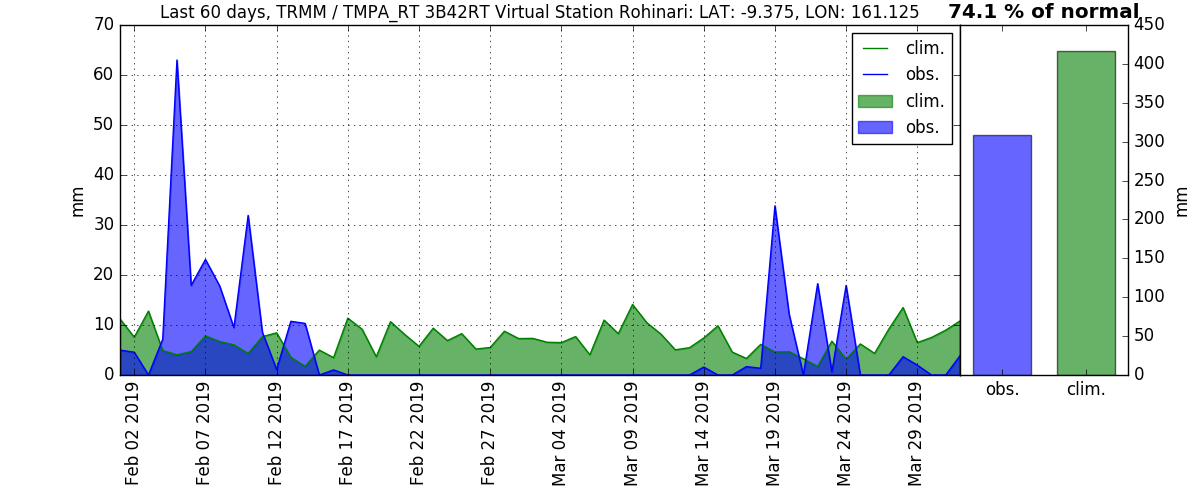 Last 60 days, TRMM / TMPA_RT 3B42RT Virtual Station Rohinari: LAT: -9.375, LON: 161.125
74.1 % of normal
70
60
50
40
30
20
10
0
mm
clim.
obs.
clim.
obs.
Feb 02 2019
Feb 07 2019
Feb 12 2019
Feb 17 2019
Feb 22 2019
Feb 27 2019
Mar 04 2019
Mar 09 2019
Mar 14 2019
Mar 19 2019
Mar 24 2019
Mar 29 2019
450
400
350
300
250
200
150
100
50
0
mm
obs.
clim.